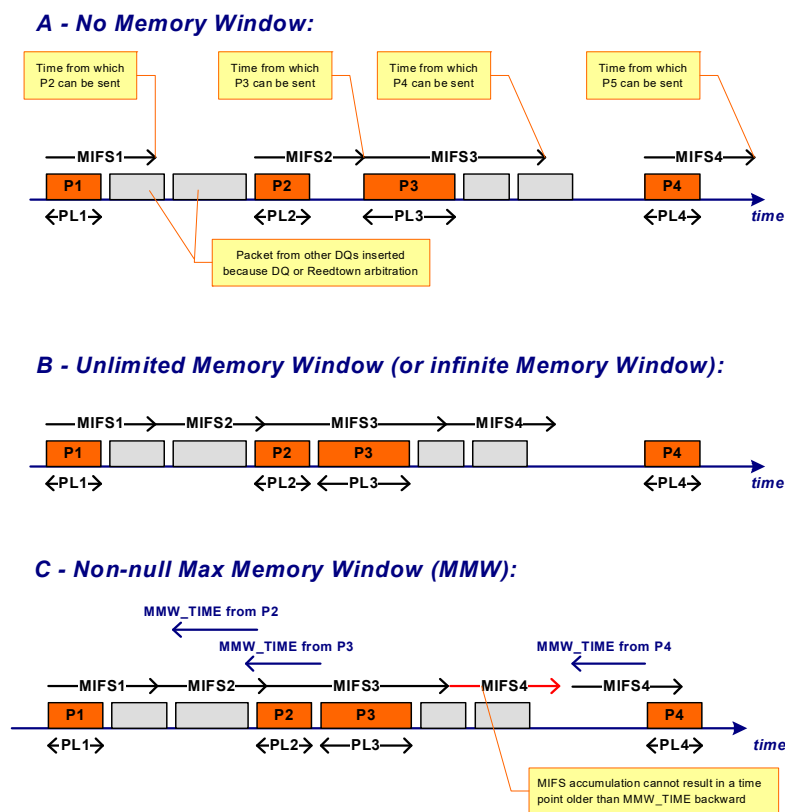 A - No Memory Window:
Time from which
P2 can be sent
Time from which
P3 can be sent
Time from which
P4 can be sent
Time from which
P5 can be sent
MIFS1
MIFS2
MIFS3
MIFS4
P1
P2
P3
P4
PL1
PL2
PL3
PL4
time
Packet from other DQs inserted
because DQ or Reedtown arbitration
B - Unlimited Memory Window (or infinite Memory Window):
MIFS1
MIFS2
MIFS3
MIFS4
P1
P2
P3
P4
PL1
PL2
PL3
PL4
time
C - Non-null Max Memory Window (MMW):
MMW_TIME from P2
MMW_TIME from P3
MMW_TIME from P4
MIFS1
MIFS2
MIFS3
MIFS4
MIFS4
P1
P2
P3
P4
PL1
PL2
PL3
PL4
time
MIFS accumulation cannot result in a time
point older than MMW_TIME backward